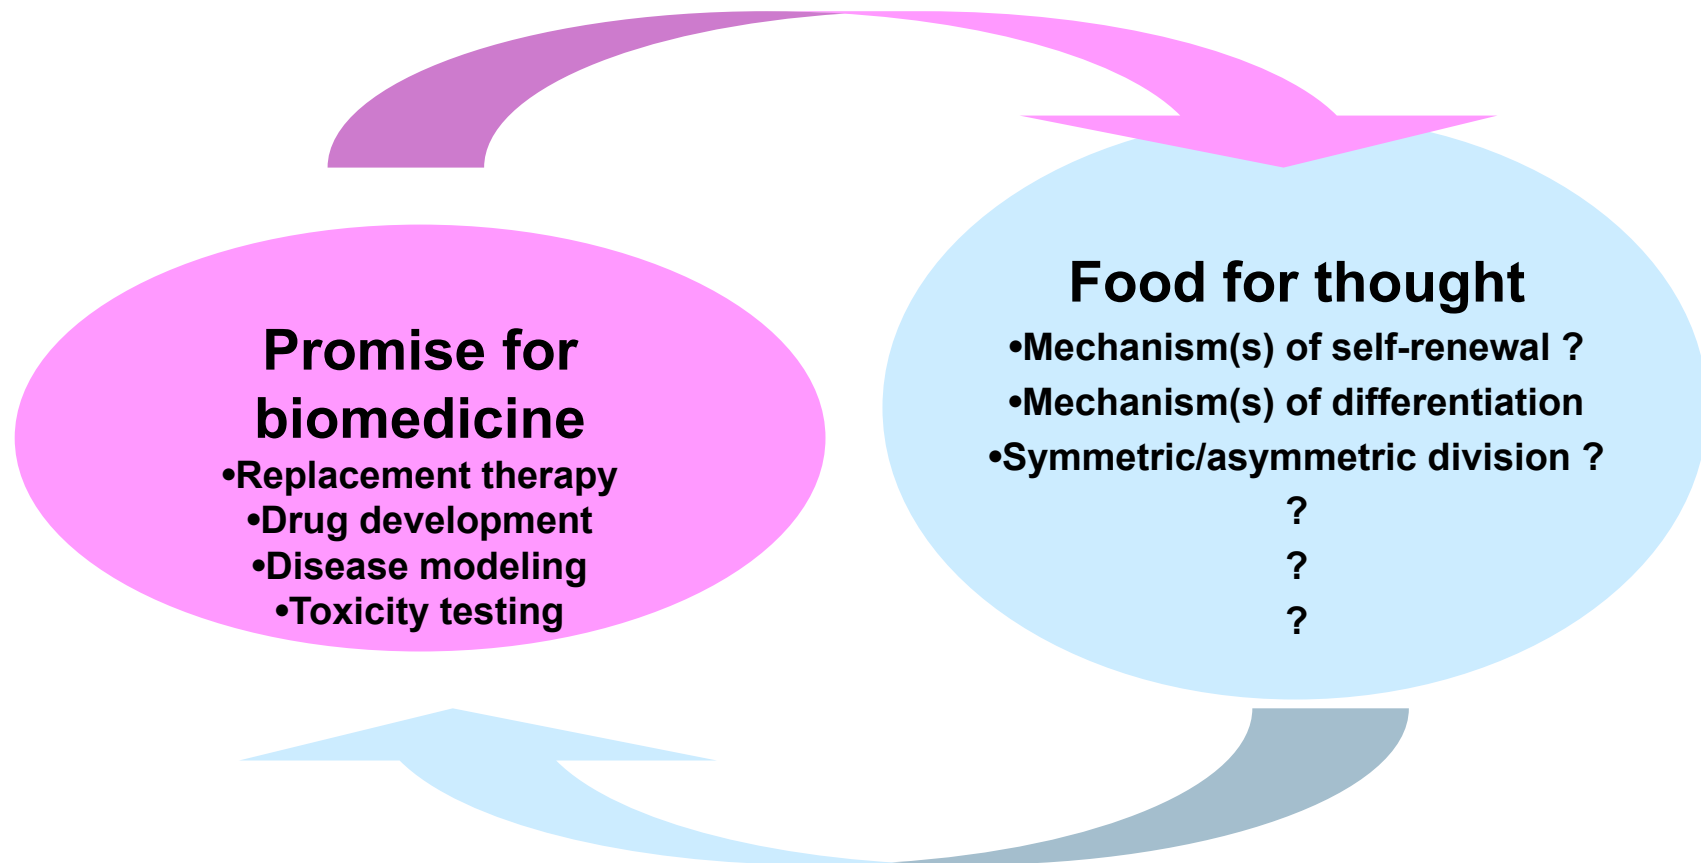 Promise for
biomedicine
•Replacement therapy
•Drug development
•Disease modeling
•Toxicity testing
Food for thought
•Mechanism(s) of self-renewal ?
•Mechanism(s) of differentiation
•Symmetric/asymmetric division ?
?
?
?